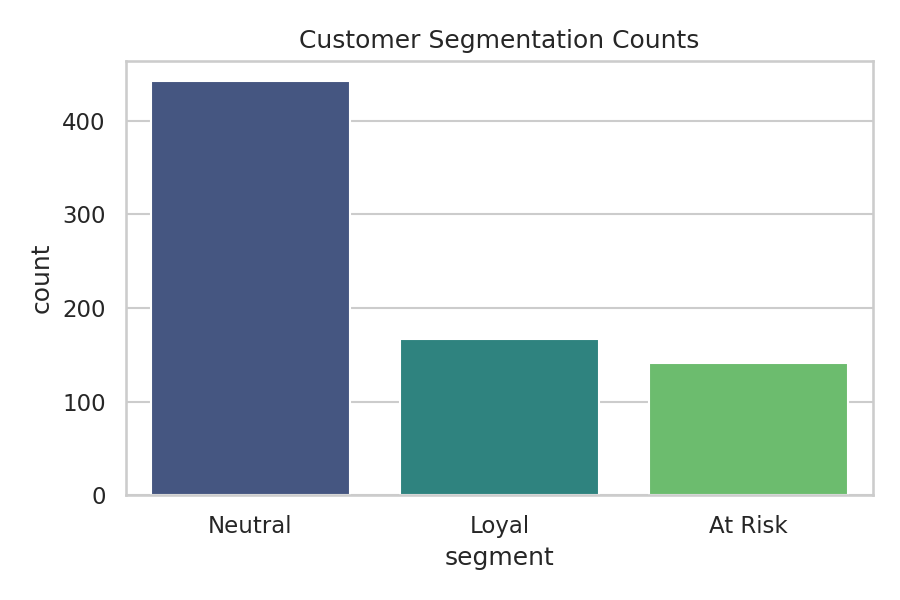 Customer Segmentation Counts
count
400
300
200
100
0
Neutral
Loyal
At Risk
segment